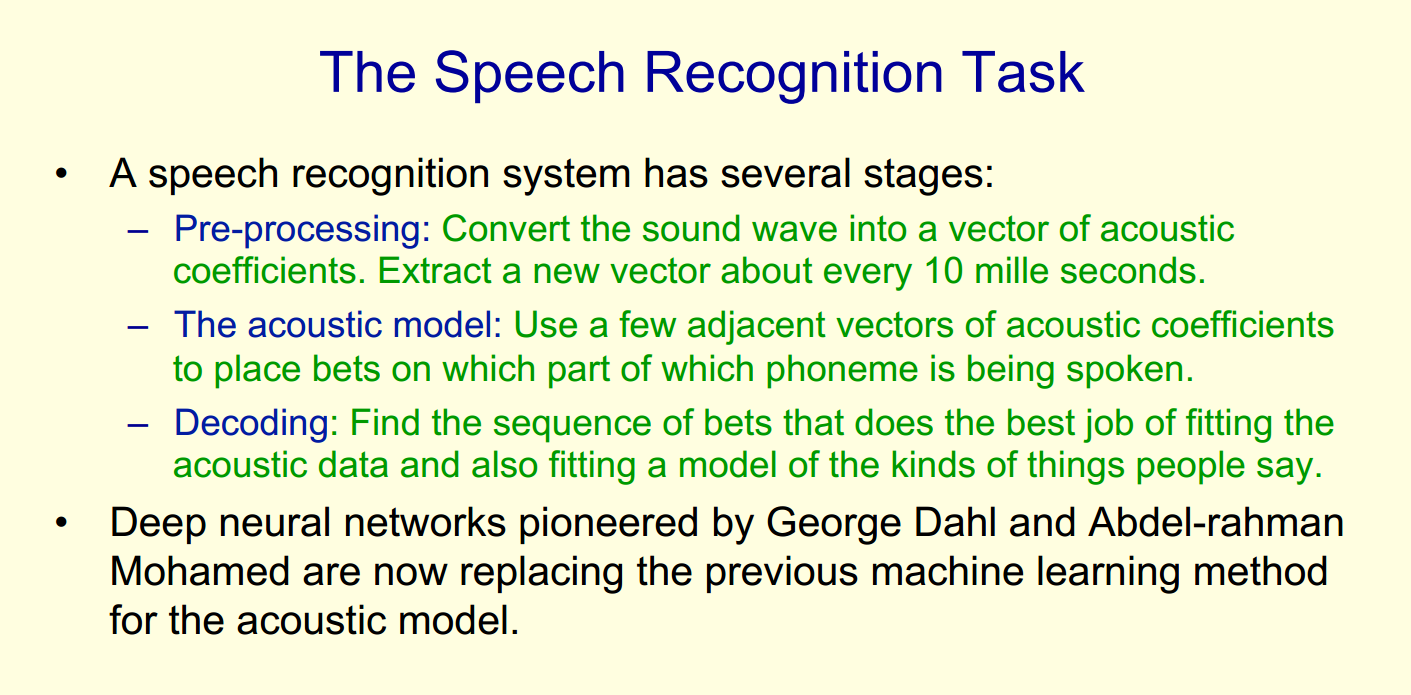 The Speech Recognition Task
• A speech recognition system has several stages:
– Pre-processing: Convert the sound wave into a vector of acoustic
coefficients. Extract a new vector about every 10 mille seconds.
– The acoustic model: Use a few adjacent vectors of acoustic coefficients
to place bets on which part of which phoneme is being spoken.
– Decoding: Find the sequence of bets that does the best job of fitting the
acoustic data and also fitting a model of the kinds of things people say.
• Deep neural networks pioneered by George Dahl and Abdel-rahman
Mohamed are now replacing the previous machine learning method
for the acoustic model.